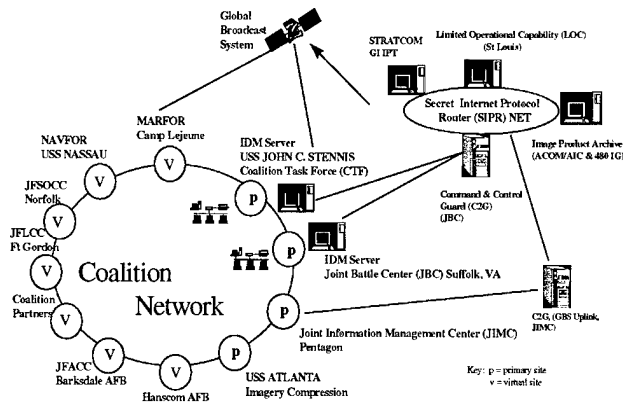 Global
Broadcast
System
STRATCOM
GI IPT
Limited Operational Capability (LOC)
(St Louis)
Secret Internet Protocol
Router (SIPR) NET
Image Product Archive
(ACOM/AIC & 480 IG)
MARFOR
Camp Lejeune
NAVFOR
USS NASSAU
JFSOCC
Norfolk
JFLCC
Ft Gordon
Coalition
Partners
JFACC
Barksdale AFB
Hanscom AFB
USS ATLANTA
Imagery Compression
IDM Server
USS JOHN C. STENNIS
Coalition Task Force (CTF)
Command & Control
Guard (C2G)
(JBC)
IDM Server
Joint Battle Center (JBC) Suffolk, VA
Joint Information Management Center (JIMC)
Pentagon
C2G, (GBS Uplink,
JIMC)
Coalition
Network
V
V
V
V
V
V
V
V
p
p
p
p
Key: p = primary site
v = virtual site